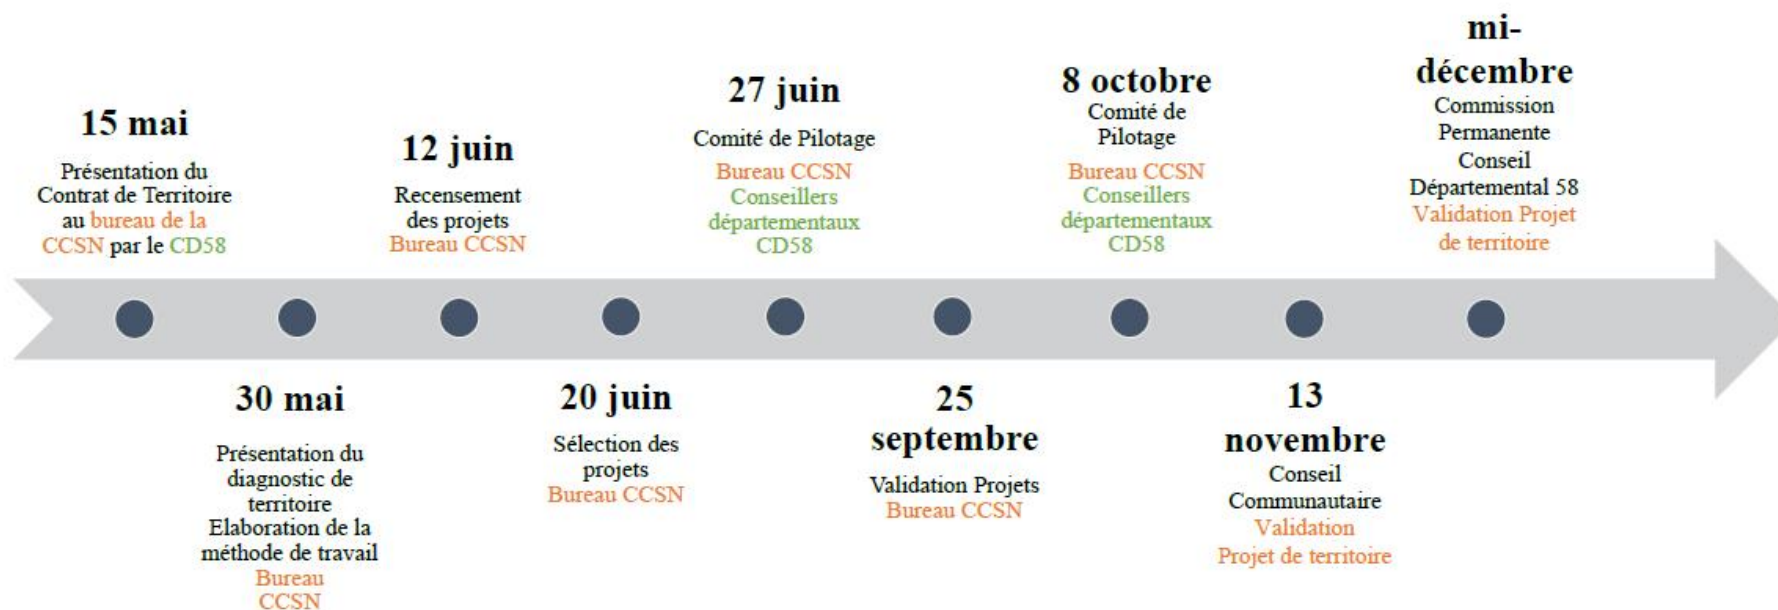 15 mai
Présentation du
Contrat de Territoire
au bureau de la
CCSN par le CD58
30 mai
Présentation du
diagnostic de
territoire
Elaboration de la
méthode de travail
Bureau
CCSN
12 juin
Recensement
des projets
Bureau CCSN
20 juin
Sélection des
projets
Bureau CCSN
27 juin
Comité de Pilotage
Bureau CCSN
Conseillers
départementaux
CD58
25
septembre
Validation Projets
Bureau CCSN
8 octobre
Comité de
Pilotage
Bureau CCSN
Conseillers
départementaux
CD58
13
novembre
Conseil
Communautaire
Validation
Projet de territoire
mi-
décembre
Commission
Permanente
Conseil
Départemental 58
Validation Projet
de territoire